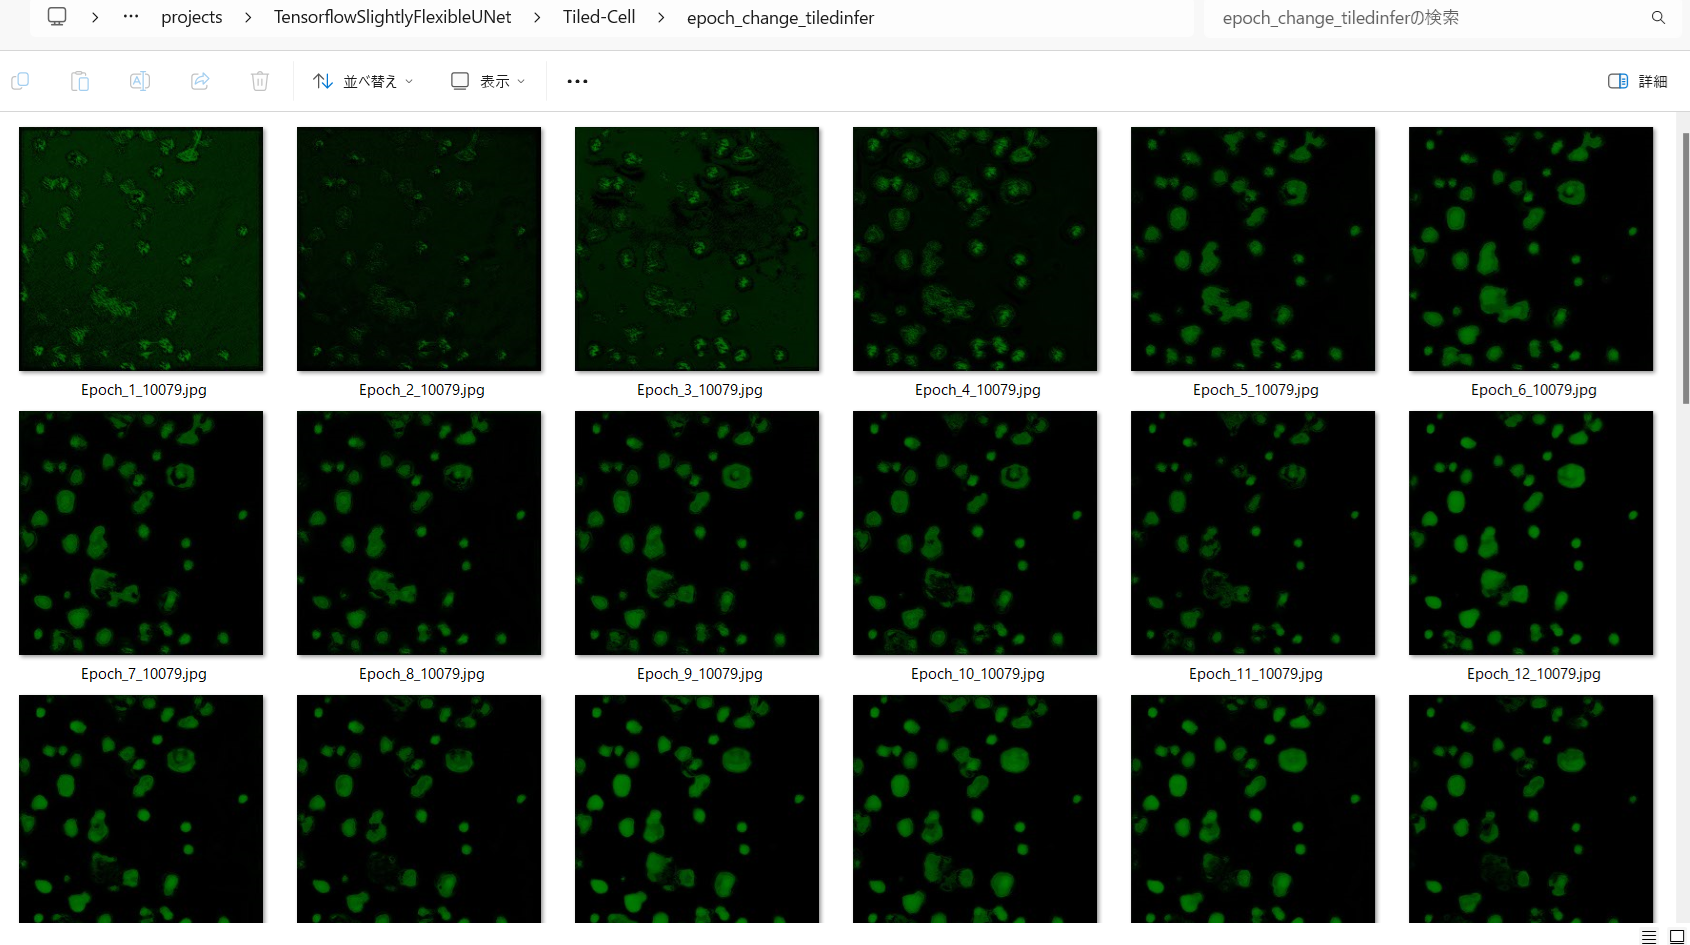 projects > TensorflowSlightlyFlexibleUNet > Tiled-Cell > epoch_change_tiledinfer
epoch_change_tiledinferの検索
並べ替え
表示
詳細
Epoch_1_10079.jpg
Epoch_2_10079.jpg
Epoch_3_10079.jpg
Epoch_4_10079.jpg
Epoch_5_10079.jpg
Epoch_6_10079.jpg
Epoch_7_10079.jpg
Epoch_8_10079.jpg
Epoch_9_10079.jpg
Epoch_10_10079.jpg
Epoch_11_10079.jpg
Epoch_12_10079.jpg